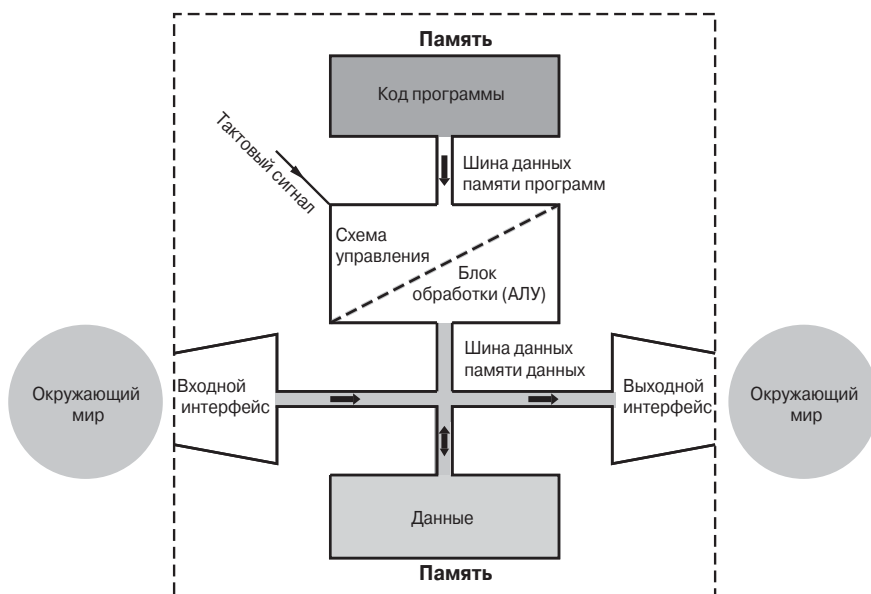 Память
Код программы
Тактовый сигнал
Шина данных
памяти программ
Схема
управления
Блок
обработки (АЛУ)
Шина данных
памяти данных
Окружающий
мир
Входной
интерфейс
Выходной
интерфейс
Окружающий
мир
Данные
Память